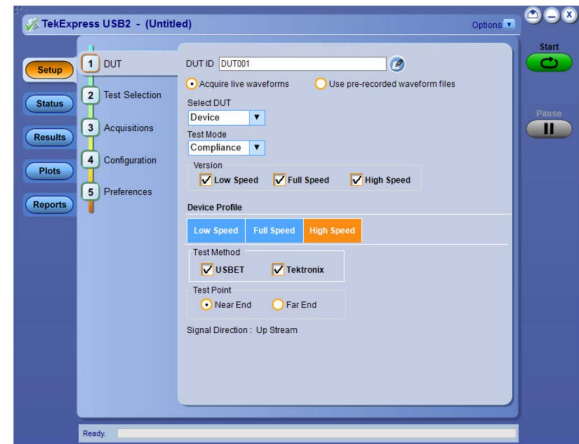 TekExpress USB2 - (Untitled)
Options
Start
Pause
Setup
Status
Results
Plots
Reports
1 DUT
2 Test Selection
3 Acquisitions
4 Configuration
5 Preferences
DUT ID DUT001
Acquire live waveforms Use pre-recorded waveform files
Select DUT
Device
Test Mode
Compliance
Version
Low Speed Full Speed High Speed
Device Profile
Low Speed Full Speed High Speed
Test Method
USBET Tektronix
Test Point
Near End Far End
Signal Direction : Up Stream
Ready.